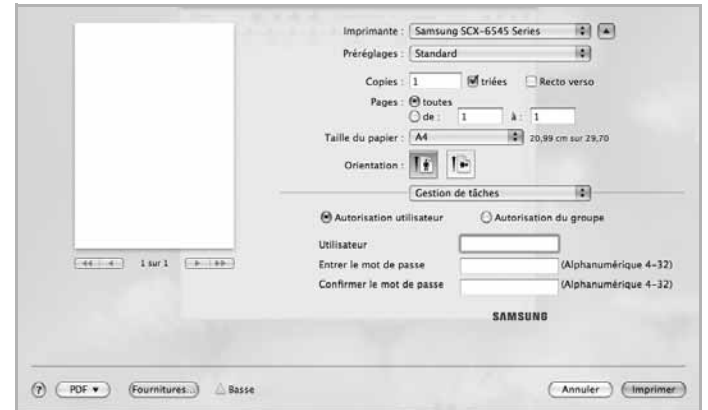 Imprimante : Samsung SCX-6545 Series
Préréglages : Standard
Copies : 1 triées Recto verso
Pages : toutes
de : 1 à : 1
Taille du papier : A4 20,99 cm sur 29,70
Orientation :
Gestion de tâches
Autorisation utilisateur Autorisation du groupe
Utilisateur
Entrer le mot de passe (Alphanumérique 4-32)
Confirmer le mot de passe (Alphanumérique 4-32)
1 sur 1
SAMSUNG
? PDF ▼ Fournitures... Basse Annuler Imprimer